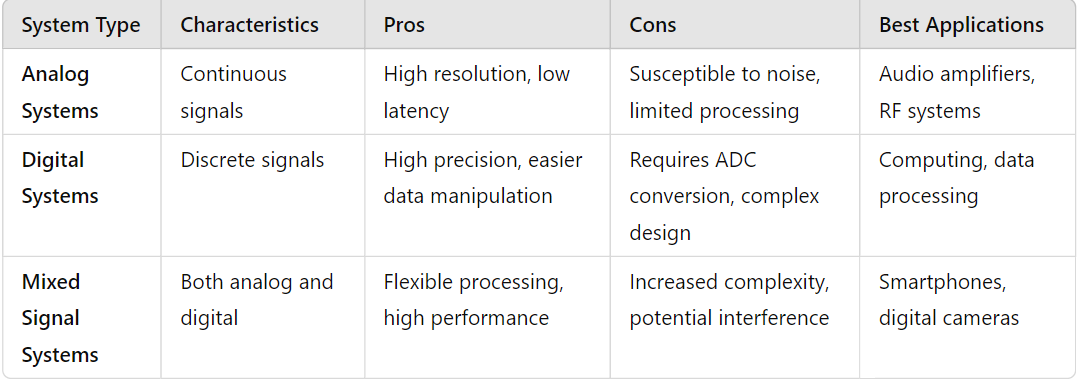 System Type Characteristics Pros Cons Best Applications
Analog Systems Continuous signals High resolution, low latency Susceptible to noise, limited processing Audio amplifiers, RF systems
Digital Systems Discrete signals High precision, easier data manipulation Requires ADC conversion, complex design Computing, data processing
Mixed Signal Systems Both analog and digital Flexible processing, high performance Increased complexity, potential interference Smartphones, digital cameras